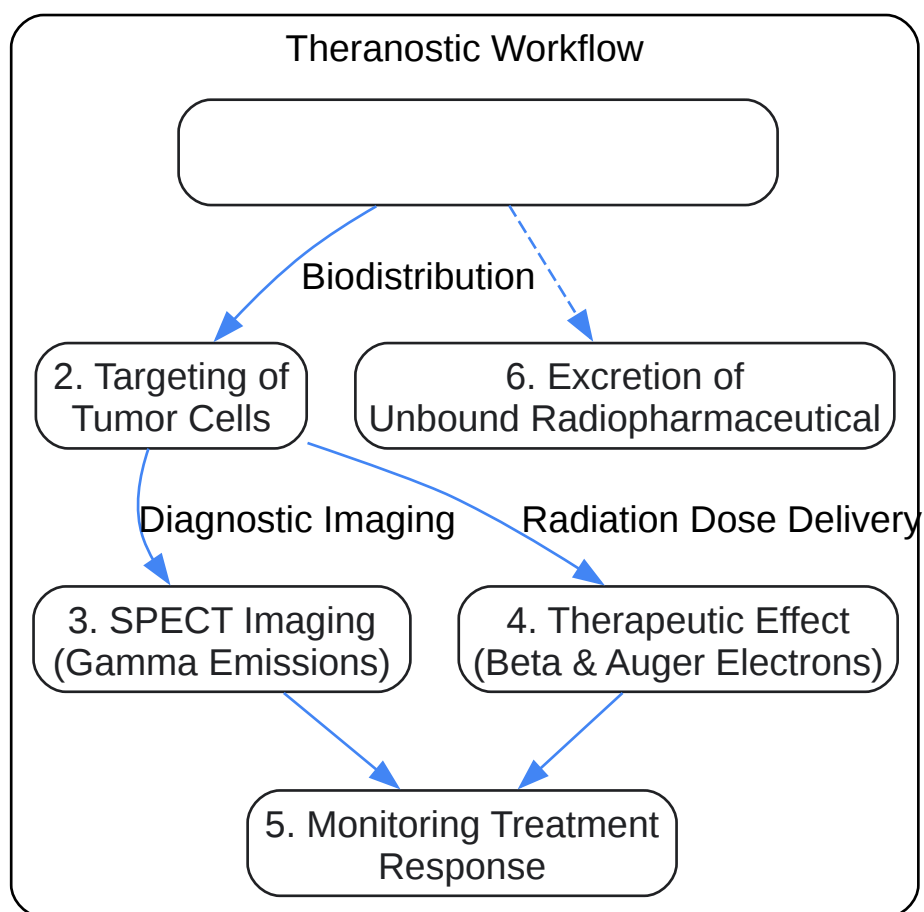 Theranostic Workflow
Biodistribution
2. Targeting of
Tumor Cells
6. Excretion of
Unbound Radiopharmaceutical
Diagnostic Imaging
Radiation Dose Delivery
3. SPECT Imaging
(Gamma Emissions)
4. Therapeutic Effect
(Beta & Auger Electrons)
5. Monitoring Treatment
Response